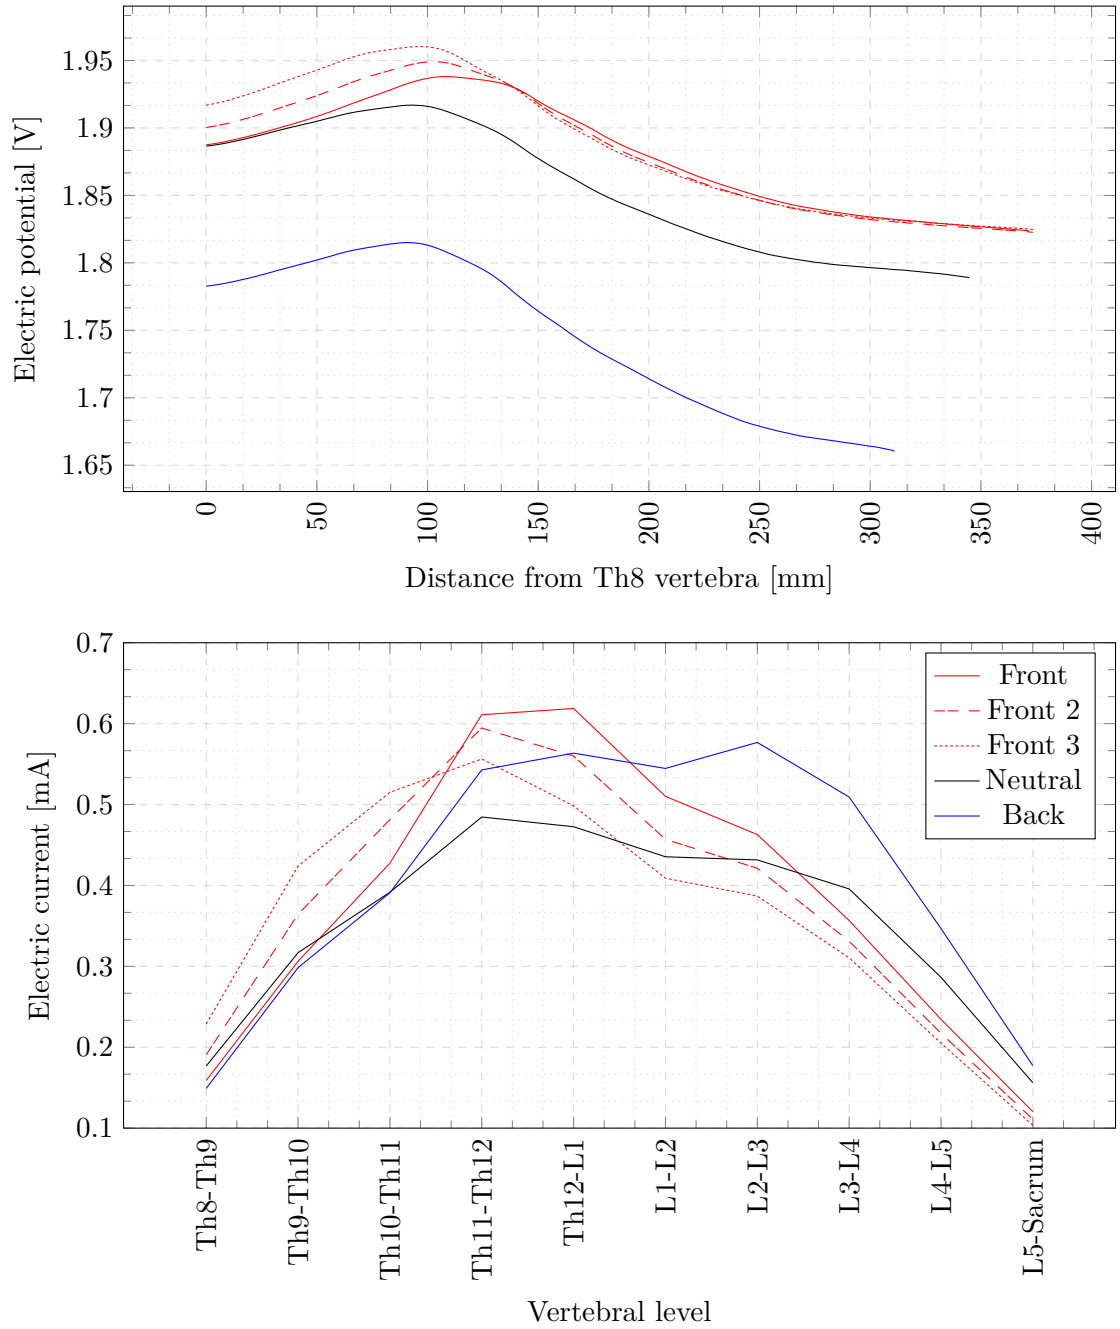 1.95
1.9
1.85
1.8
1.75
1.7
1.65
Electric potential [V]
0
50
100
150
200
250
300
350
400
Distance from Th8 vertebra [mm]
0.7
0.6
0.5
0.4
0.3
0.2
0.1
Electric current [mA]
Front
Front 2
Front 3
Neutral
Back
Th8-Th9
Th9-Th10
Th10-Th11
Th11-Th12
Th12-L1
L1-L2
L2-L3
L3-L4
L4-L5
L5-Sacrum
Vertebral level